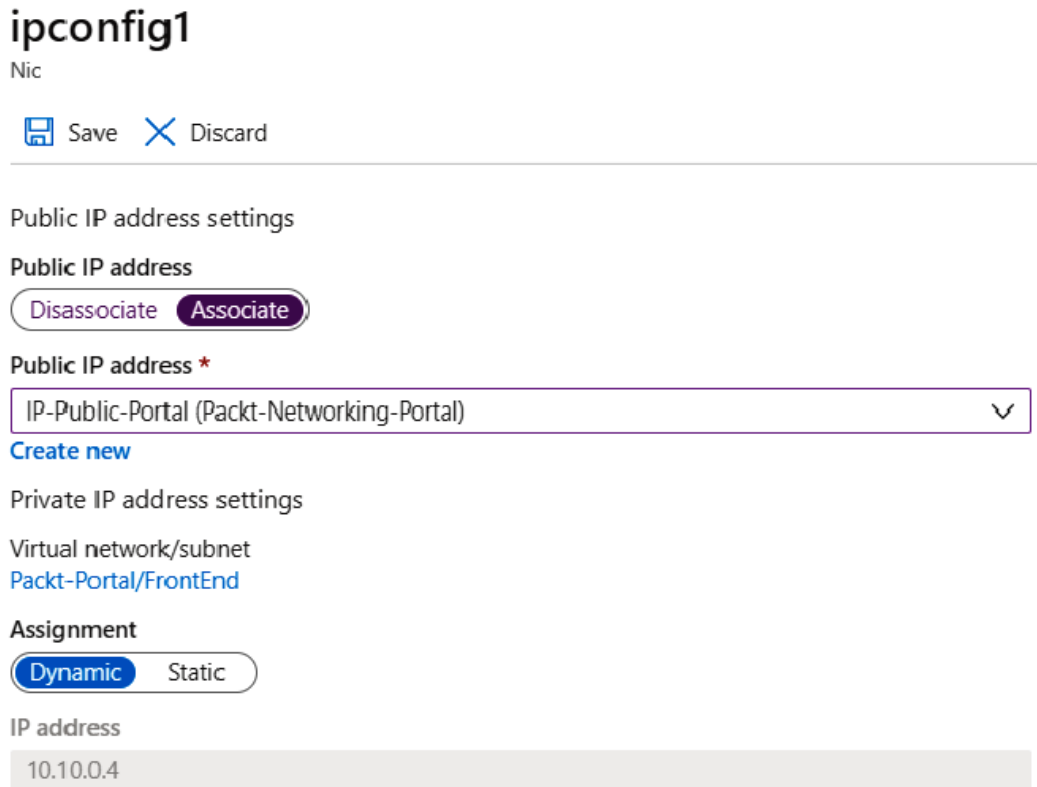 ipconfig1
Nic
Save Discard
Public IP address settings
Public IP address
Disassociate Associate
Public IP address *
IP-Public-Portal (Packt-Networking-Portal)
Create new
Private IP address settings
Virtual network/subnet
Packt-Portal/FrontEnd
Assignment
Dynamic Static
IP address
10.10.0.4